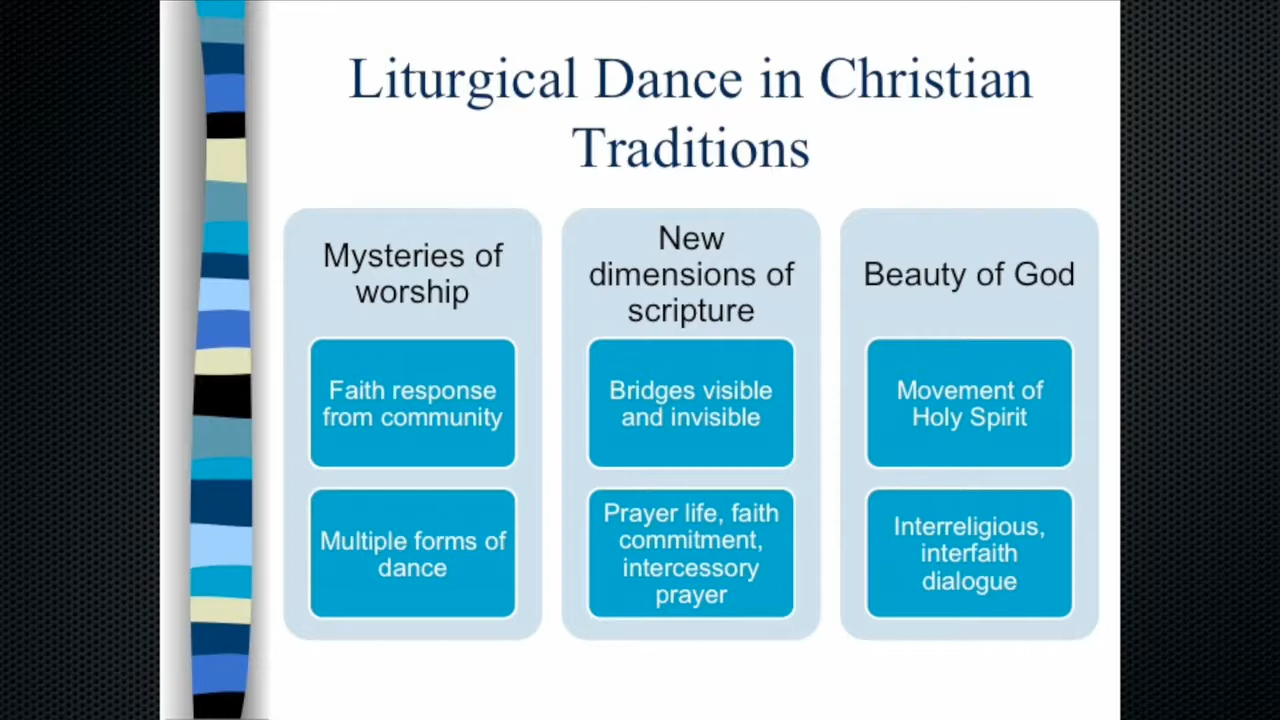 Liturgical Dance in Christian
Traditions
Mysteries of
worship
Faith response
from community
Multiple forms of
dance
New
dimensions of
scripture
Bridges visible
and invisible
Prayer life, faith
commitment,
intercessory
prayer
Beauty of God
Movement of
Holy Spirit
Interreligious,
interfaith
dialogue